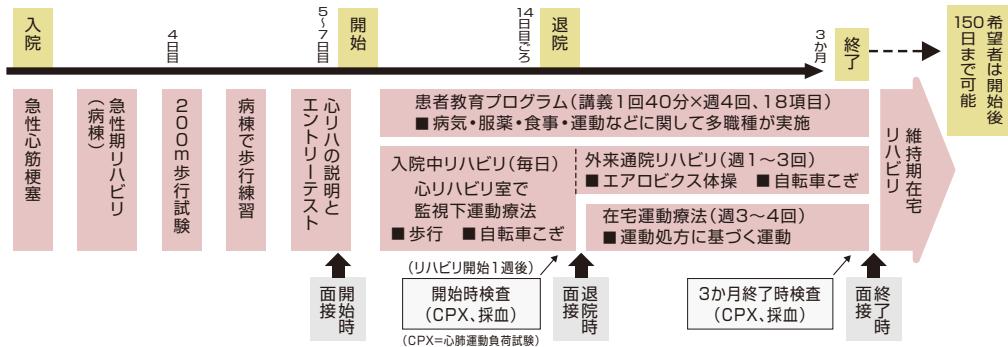 入院
4日目
5〜7日目
開始
14日目ごろ
退院
3か月
終了
希望者は開始後
150日まで可能
急性心筋梗塞
急性期リハビリ
(病棟)
200m歩行試験
病棟で歩行練習
心リハの説明と
エントリーテスト
患者教育プログラム(講義1回40分×週4回、18項目)
■ 病気・服薬・食事・運動などに関して多職種が実施
入院中リハビリ(毎日)
心リハビリ室で
監視下運動療法
■ 歩行 ■ 自転車こぎ
外来通院リハビリ(週1〜3回)
■ エアロビクス体操 ■ 自転車こぎ
在宅運動療法(週3〜4回)
■ 運動処方に基づく運動
維持期在宅
リハビリ
開始時
面接
(リハビリ開始1週後)
開始時検査
(CPX、採血)
(CPX=心肺運動負荷試験)
退院時
面接
3か月終了時検査
(CPX、採血)
終了時
面接